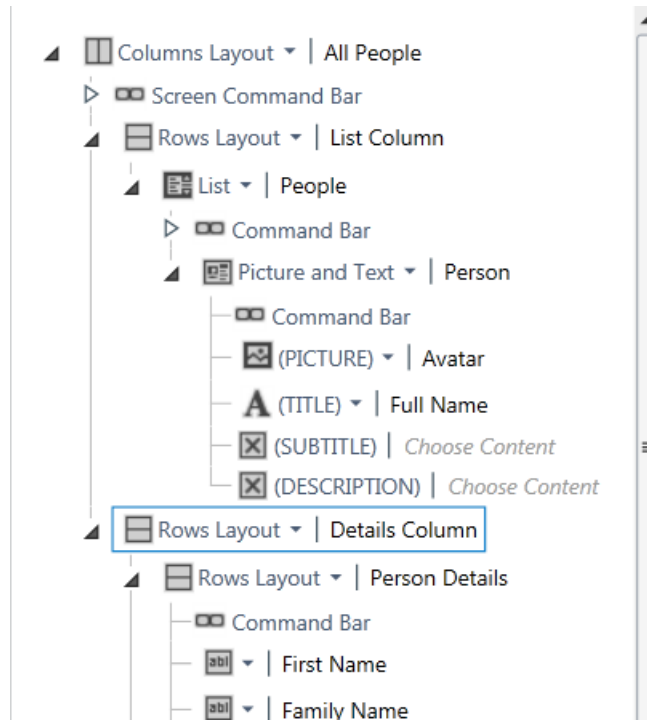 Columns Layout | All People
Screen Command Bar
Rows Layout | List Column
List | People
Command Bar
Picture and Text | Person
Command Bar
(PICTURE) | Avatar
A (TITLE) | Full Name
(SUBTITLE) | Choose Content
(DESCRIPTION) | Choose Content
Rows Layout | Details Column
Rows Layout | Person Details
Command Bar
abl | First Name
abl | Family Name